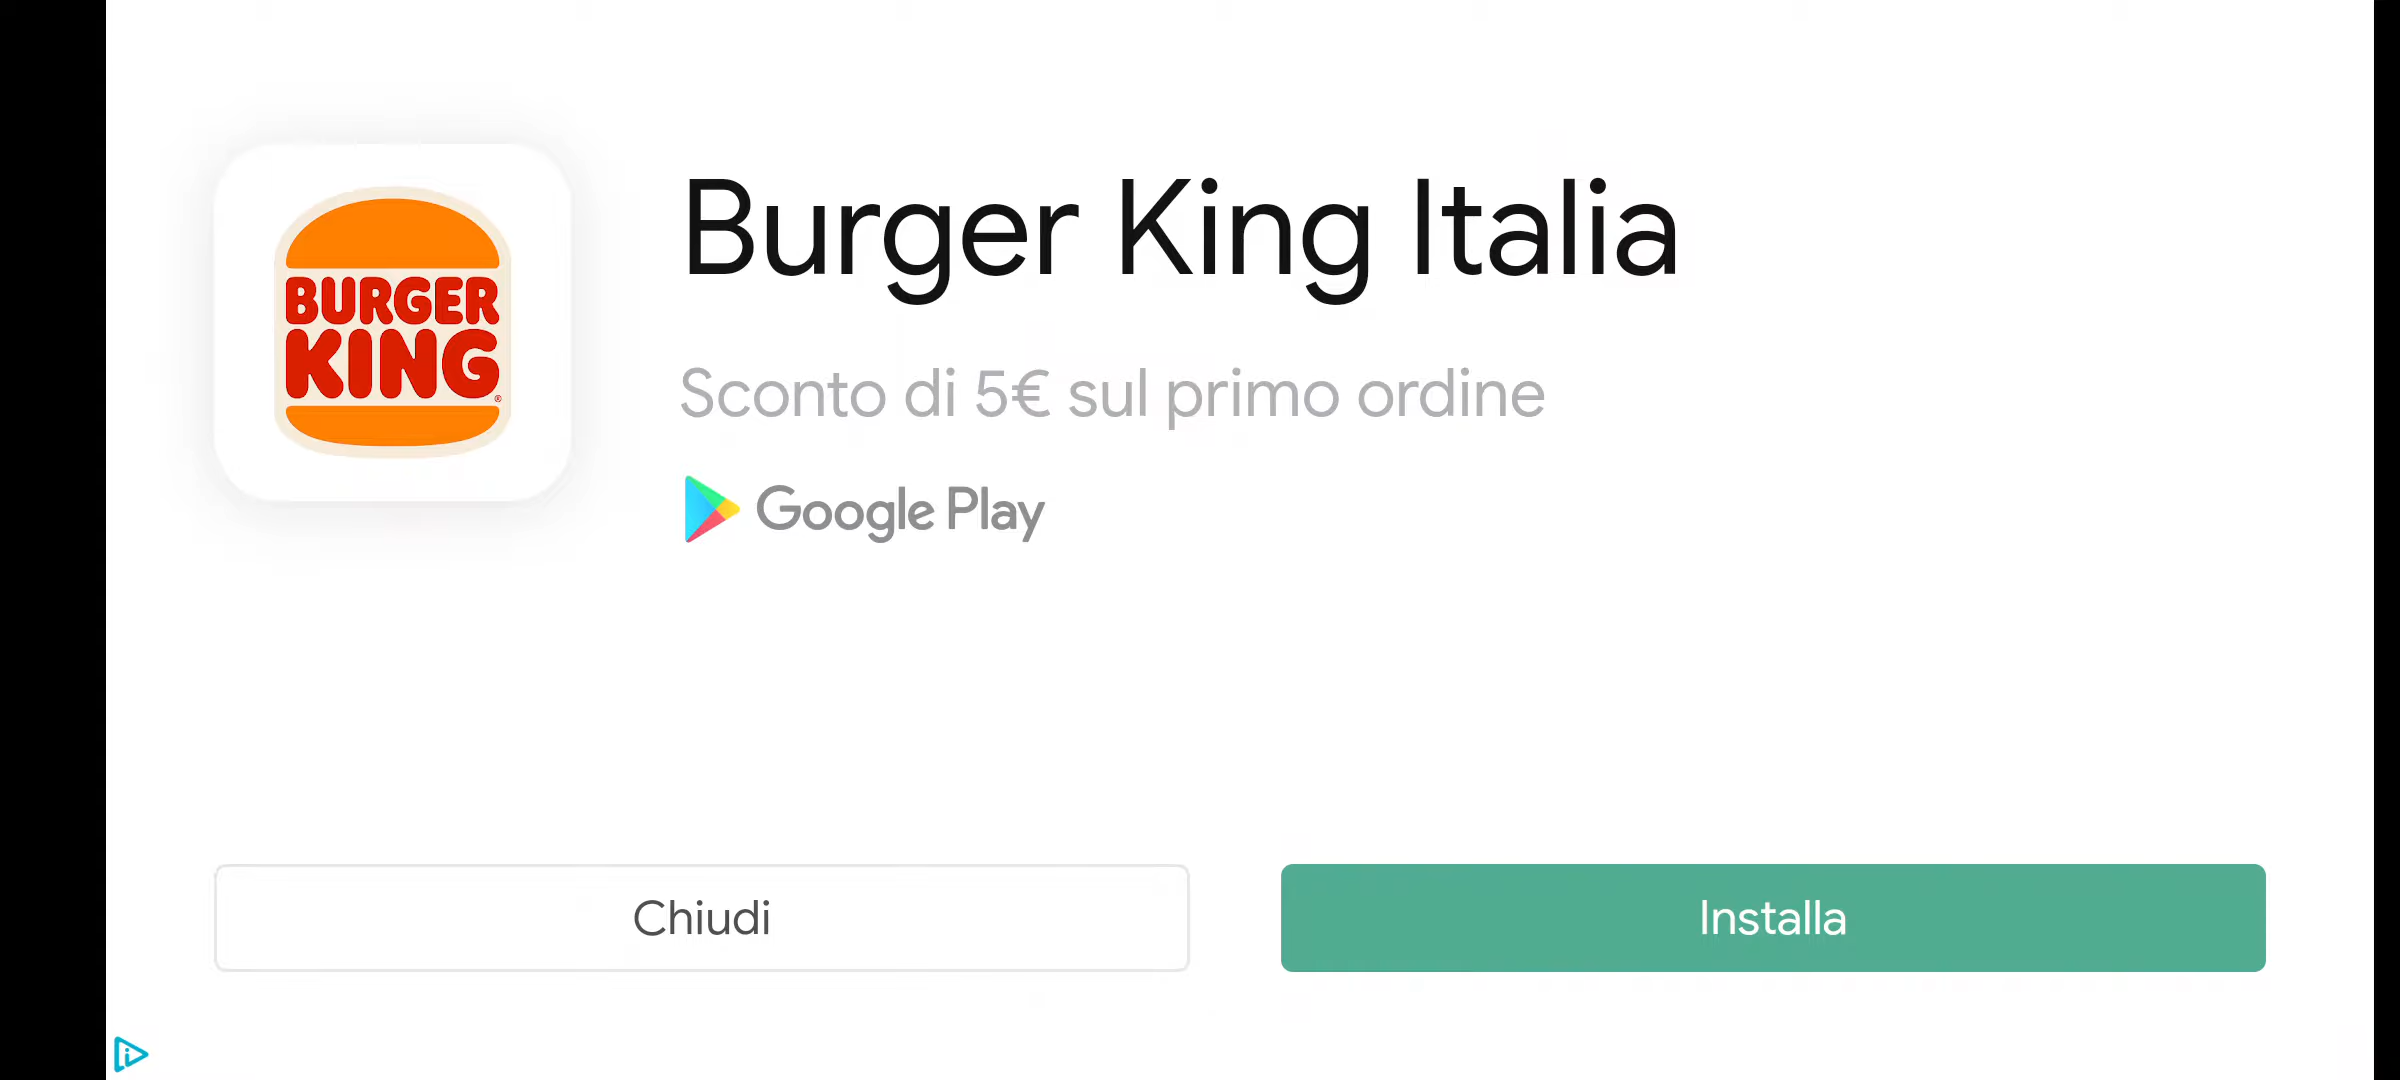 Burger King Italia
BURGER
KING
®
Sconto di 5€ sul primo ordine
Google Play
Chiudi
Installa